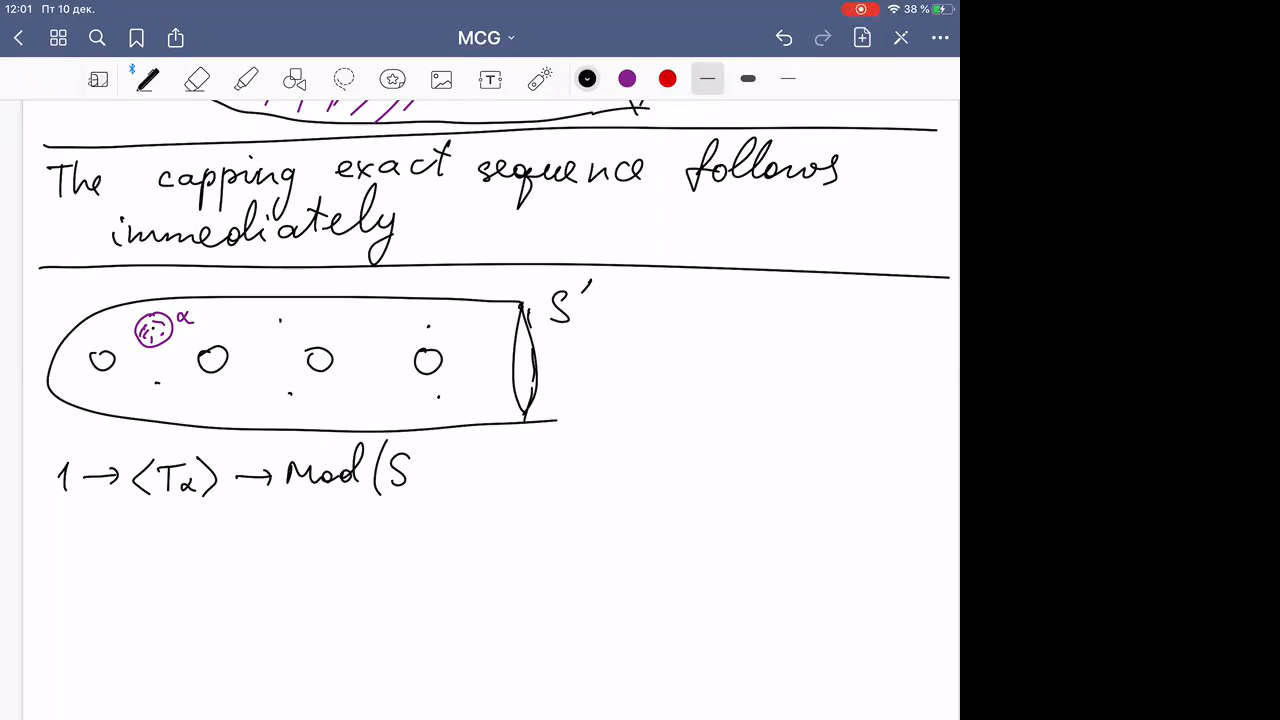 12:01 Пт 10 дек. 38 %
MCG
T
The capping exact sequence follows
immediately
S'
α
1 → ⟨Tα⟩ → Mod(S